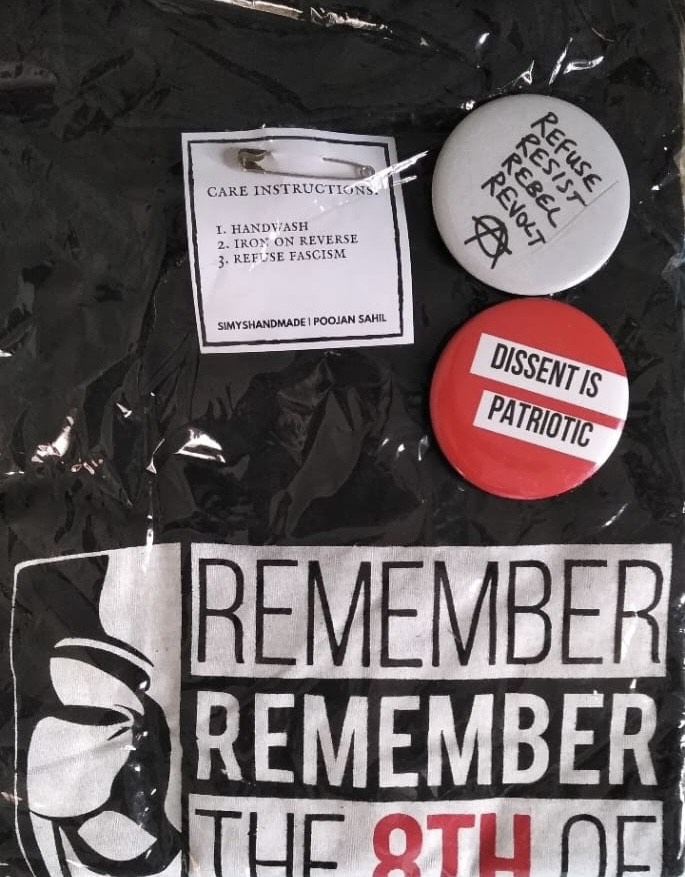 CARE INSTRUCTIONS:
1. HANDWASH
2. IRON ON REVERSE
3. REFUSE FASCISM
SIMYSHANDMADE | POOJAN SAHIL
REFUSE
RESIST
REBEL
REVOLT
DISSENT IS
PATRIOTIC
REMEMBER
REMEMBER
THE 8TH OF